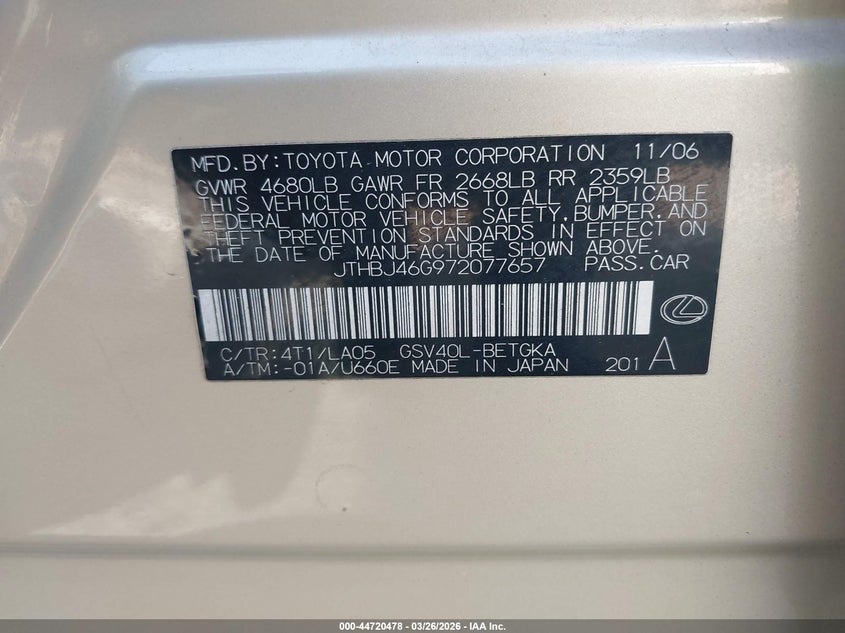 MFD.BY:TOYOTA MOTOR CORPORATION 11/06
GVWR 4680LB GAWR FR 2668LB RR 2359LB
THIS VEHICLE CONFORMS TO ALL APPLICABLE
FEDERAL MOTOR VEHICLE SAFETY,BUMPER,AND
THEFT PREVENTION STANDARDS IN EFFECT ON
THE DATE OF MANUFACTURE SHOWN ABOVE.
JTHBJ46G972077657 PASS.CAR
C/TR:4T1/LA05 GSV40L-BETGKA
A/TM:-01A/U660E MADE IN JAPAN 201A
000-44720478 - 03/26/2026 - IAA Inc.